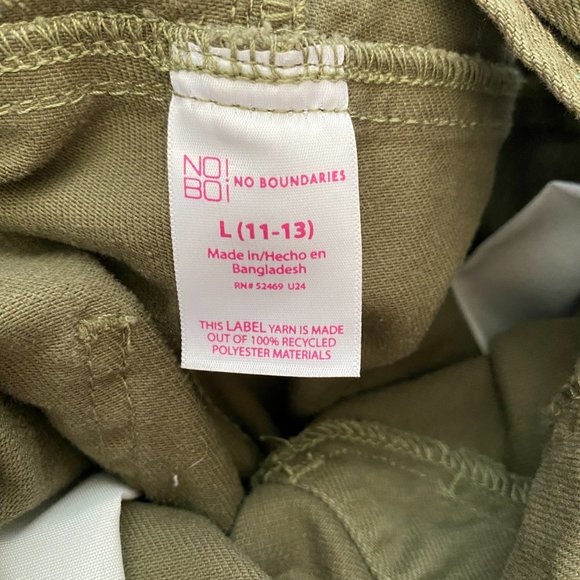 NO!
BO¡ NO BOUNDARIES
L (11-13)
Made in/Hecho en
Bangladesh
RN# 52469 U24
THIS LABEL YARN IS MADE
OUT OF 100% RECYCLED
POLYESTER MATERIALS